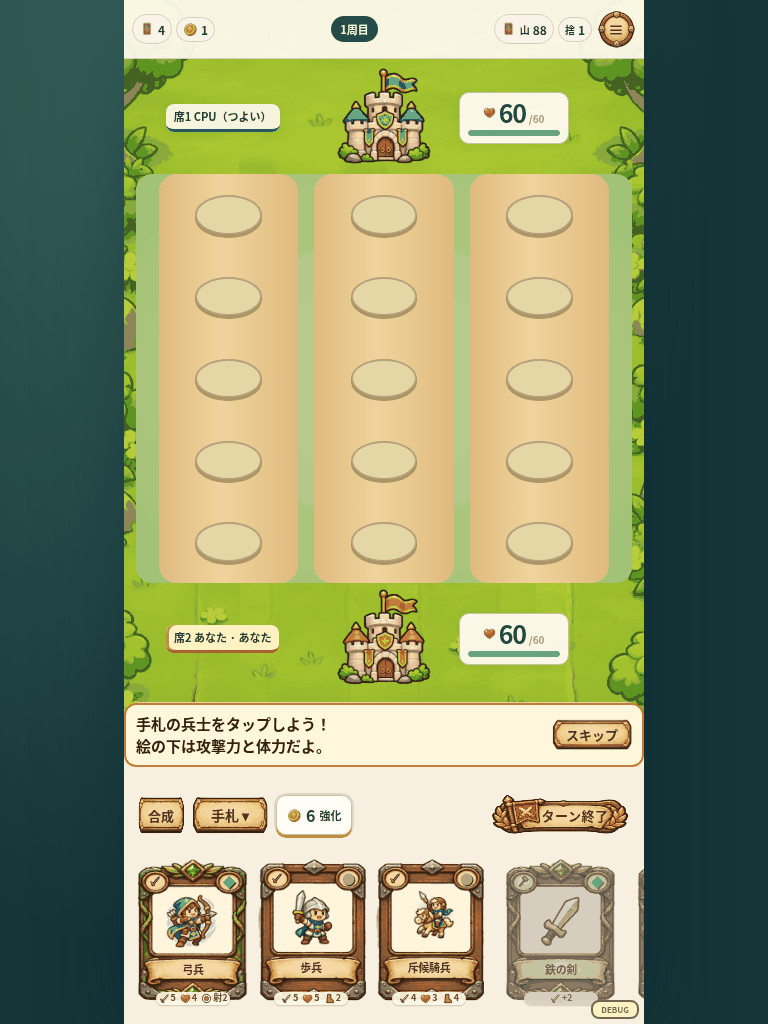 4
1
1周目
山 88
捨 1
席1 CPU（つよい）
60 /60
席2 あなた・あなた
60 /60
手札の兵士をタップしよう！
絵の下は攻撃力と体力だよ。
スキップ
合成
手札▼
6 強化
ターン終了
弓兵
5 4 射2
歩兵
5 5 2
斥候騎兵
4 3 4
鉄の剣
+2
DEBUG